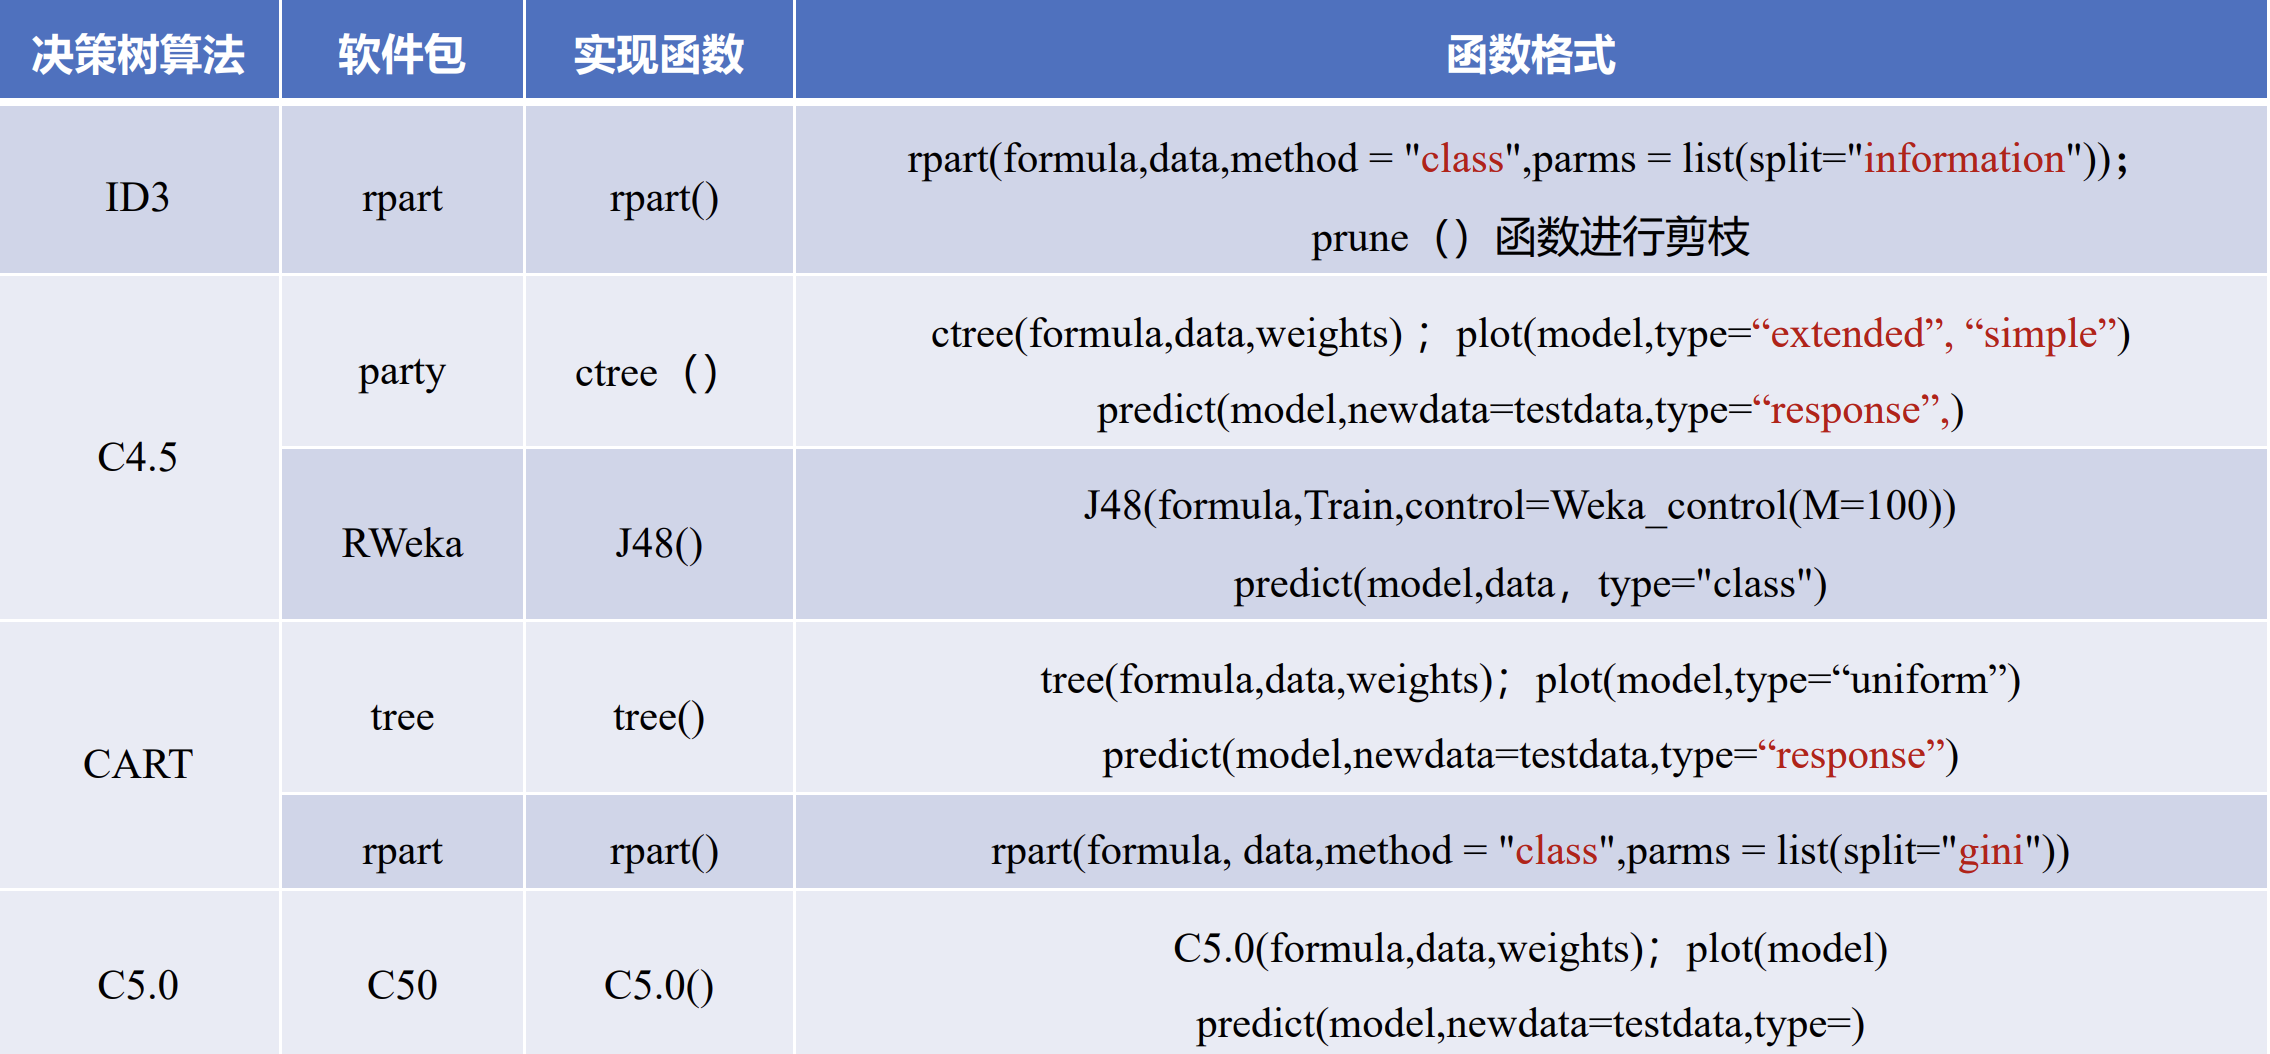 决策树算法 软件包 实现函数 函数格式
ID3 rpart rpart() rpart(formula,data,method = "class",parms = list(split="information"));
prune（）函数进行剪枝
C4.5
party ctree（） ctree(formula,data,weights) ；plot(model,type=“extended”, “simple”)
predict(model,newdata=testdata,type=“response”,)
RWeka J48() J48(formula,Train,control=Weka_control(M=100))
predict(model,data，type="class")
CART
tree tree() tree(formula,data,weights)；plot(model,type=“uniform”)
predict(model,newdata=testdata,type=“response”)
rpart rpart() rpart(formula, data,method = "class",parms = list(split="gini"))
C5.0 C50 C5.0() C5.0(formula,data,weights)；plot(model)
predict(model,newdata=testdata,type=)